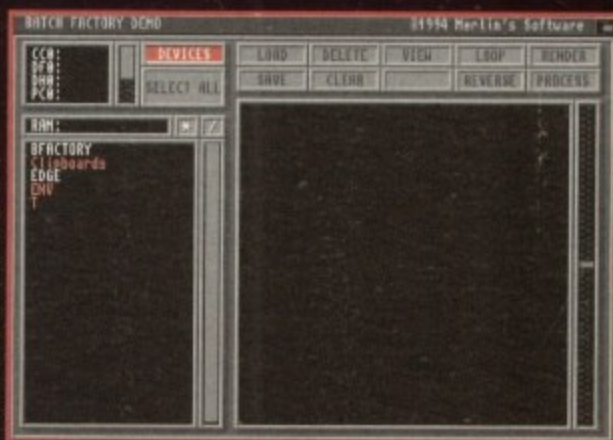 BATCH FACTORY DEMO ©1994 Merlin's Software
CC0:
DF0:
DH0:
PC0:
DEVICES
SELECT ALL
LOAD DELETE VIEW LOOP RENDER
SAVE CLEAR REVERSE PROCESS
RAM: * /
BFACTORY
Clipboards
EDGE
ENV
T